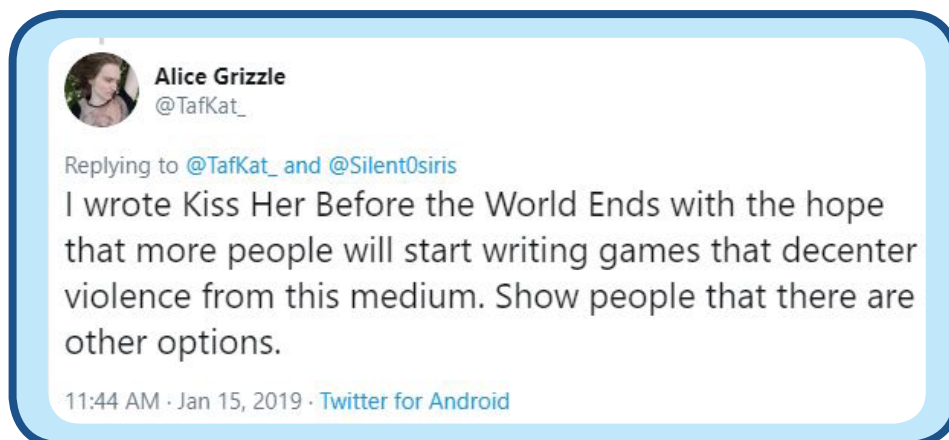 Alice Grizzle
@TafKat_
Replying to @TafKat_ and @Silent0siris
I wrote Kiss Her Before the World Ends with the hope
that more people will start writing games that decenter
violence from this medium. Show people that there are
other options.
11:44 AM · Jan 15, 2019 · Twitter for Android